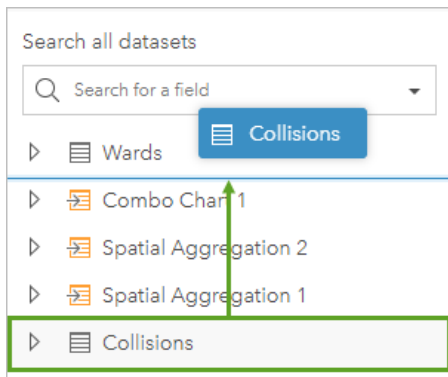 Search all datasets
Search for a field
Collisions
Wards
Combo Chart 1
Spatial Aggregation 2
Spatial Aggregation 1
Collisions